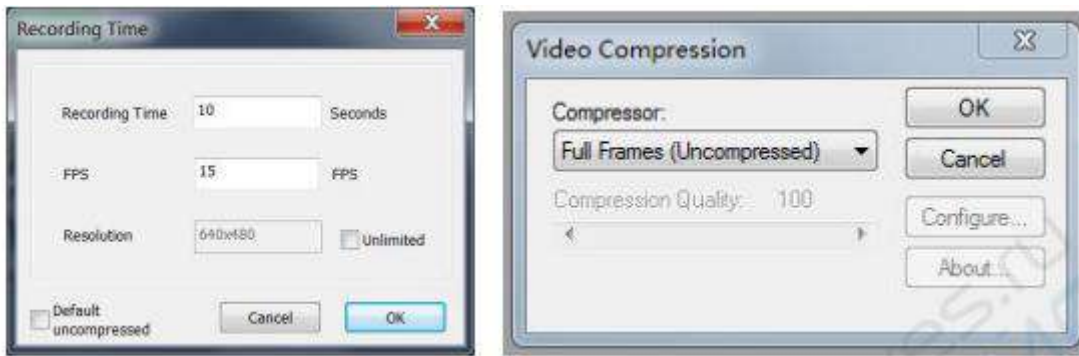 Recording Time
Recording Time 10 Seconds
FPS 15 FPS
Resolution 640x480 Unlimited
Default
uncompressed
Cancel OK
Video Compression
Compressor:
Full Frames (Uncompressed)
Compression Quality: 100
OK
Cancel
Configure...
About...